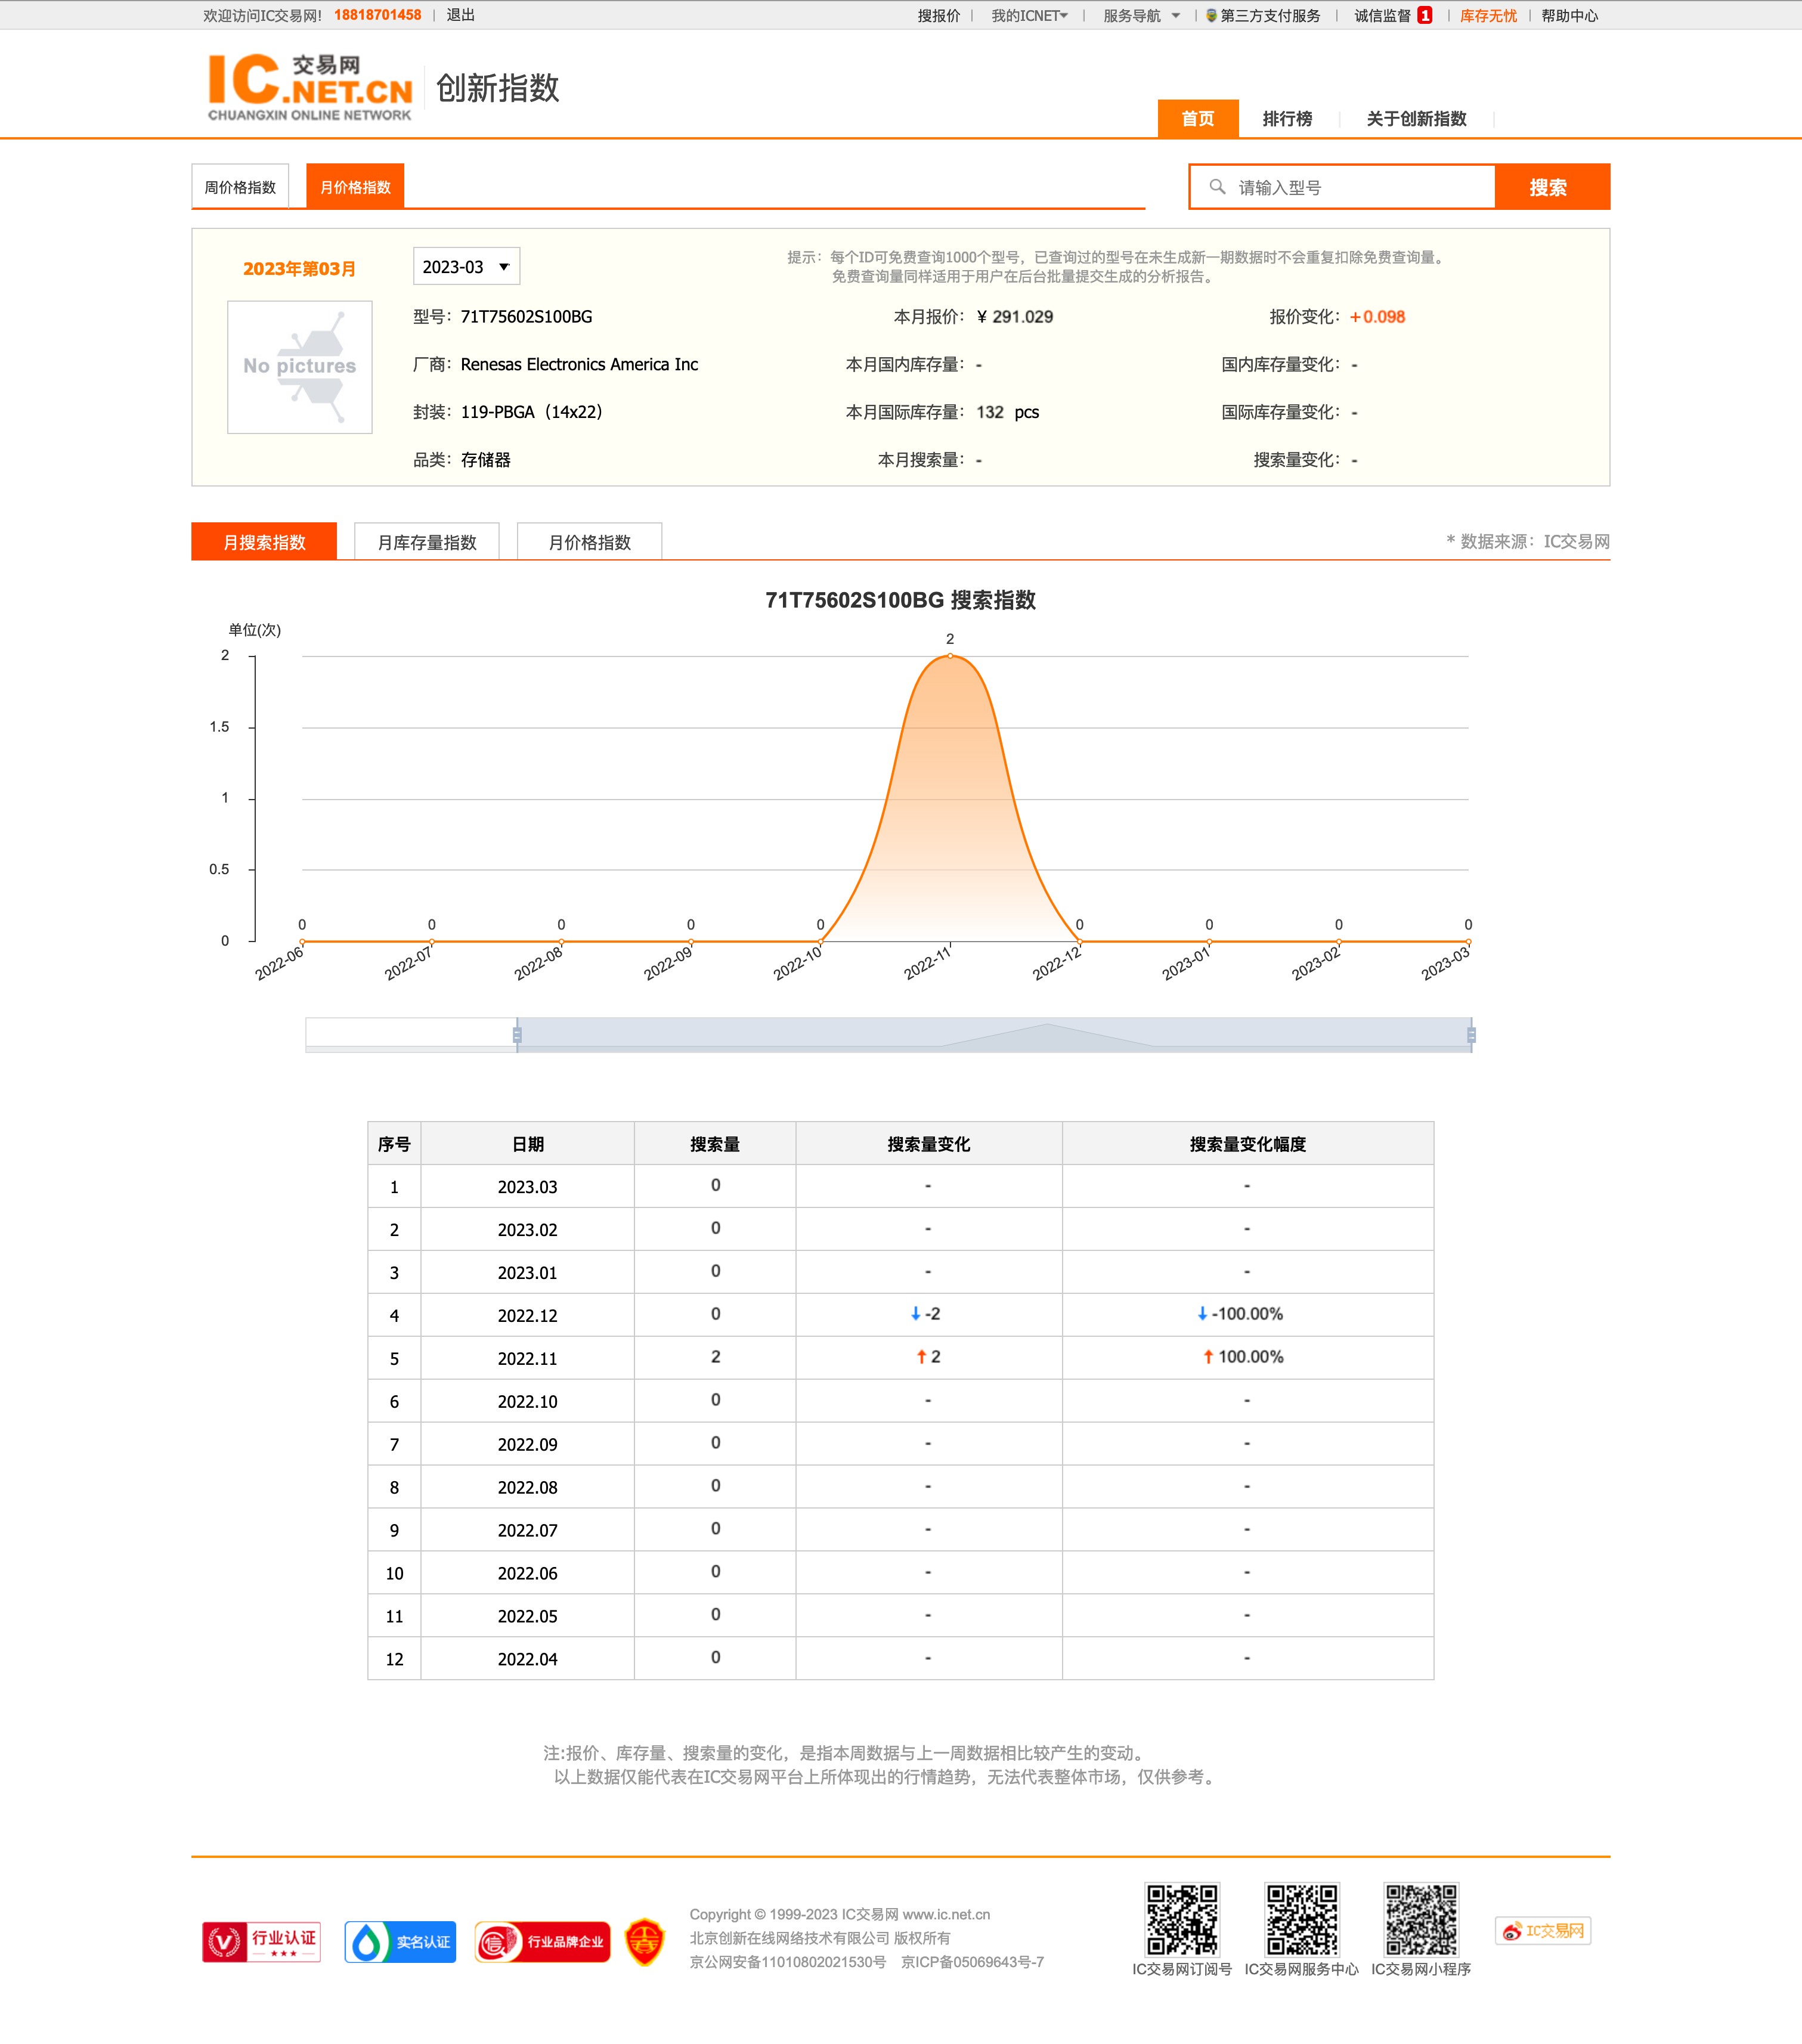 欢迎访问IC交易网! 18818701458 | 退出 搜报价 | 我的ICNET | 服务导航 | 第三方支付服务 | 诚信监督 1 | 库存无忧 | 帮助中心
IC 交易网 .NET.CN
CHUANGXIN ONLINE NETWORK
创新指数
首页 排行榜 关于创新指数
周价格指数 月价格指数 请输入型号 搜索
2023年第03月 2023-03
提示：每个ID可免费查询1000个型号，已查询过的型号在未生成新一期数据时不会重复扣除免费查询量。
免费查询量同样适用于用户在后台批量提交生成的分析报告。
No pictures
型号：71T75602S100BG 本月报价：¥ 291.029 报价变化：+0.098
厂商：Renesas Electronics America Inc 本月国内库存量：- 国内库存量变化：-
封装：119-PBGA（14x22） 本月国际库存量：132 pcs 国际库存量变化：-
品类：存储器 本月搜索量：- 搜索量变化：-
月搜索指数 月库存量指数 月价格指数 * 数据来源：IC交易网
71T75602S100BG 搜索指数
单位(次)
2
2
1.5
1
0.5
0 0 0 0 0 0 0 0 0
0
2022-06 2022-07 2022-08 2022-09 2022-10 2022-11 2022-12 2023-01 2023-02 2023-03
序号 日期 搜索量 搜索量变化 搜索量变化幅度
1 2023.03 0 - -
2 2023.02 0 - -
3 2023.01 0 - -
4 2022.12 0 ↓-2 ↓-100.00%
5 2022.11 2 ↑2 ↑100.00%
6 2022.10 0 - -
7 2022.09 0 - -
8 2022.08 0 - -
9 2022.07 0 - -
10 2022.06 0 - -
11 2022.05 0 - -
12 2022.04 0 - -
注:报价、库存量、搜索量的变化，是指本周数据与上一周数据相比较产生的变动。
以上数据仅能代表在IC交易网平台上所体现出的行情趋势，无法代表整体市场，仅供参考。
行业认证
实名认证
信 行业品牌企业
Copyright © 1999-2023 IC交易网 www.ic.net.cn
北京创新在线网络技术有限公司 版权所有
京公网安备11010802021530号 京ICP备05069643号-7
IC交易网订阅号 IC交易网服务中心 IC交易网小程序
IC交易网